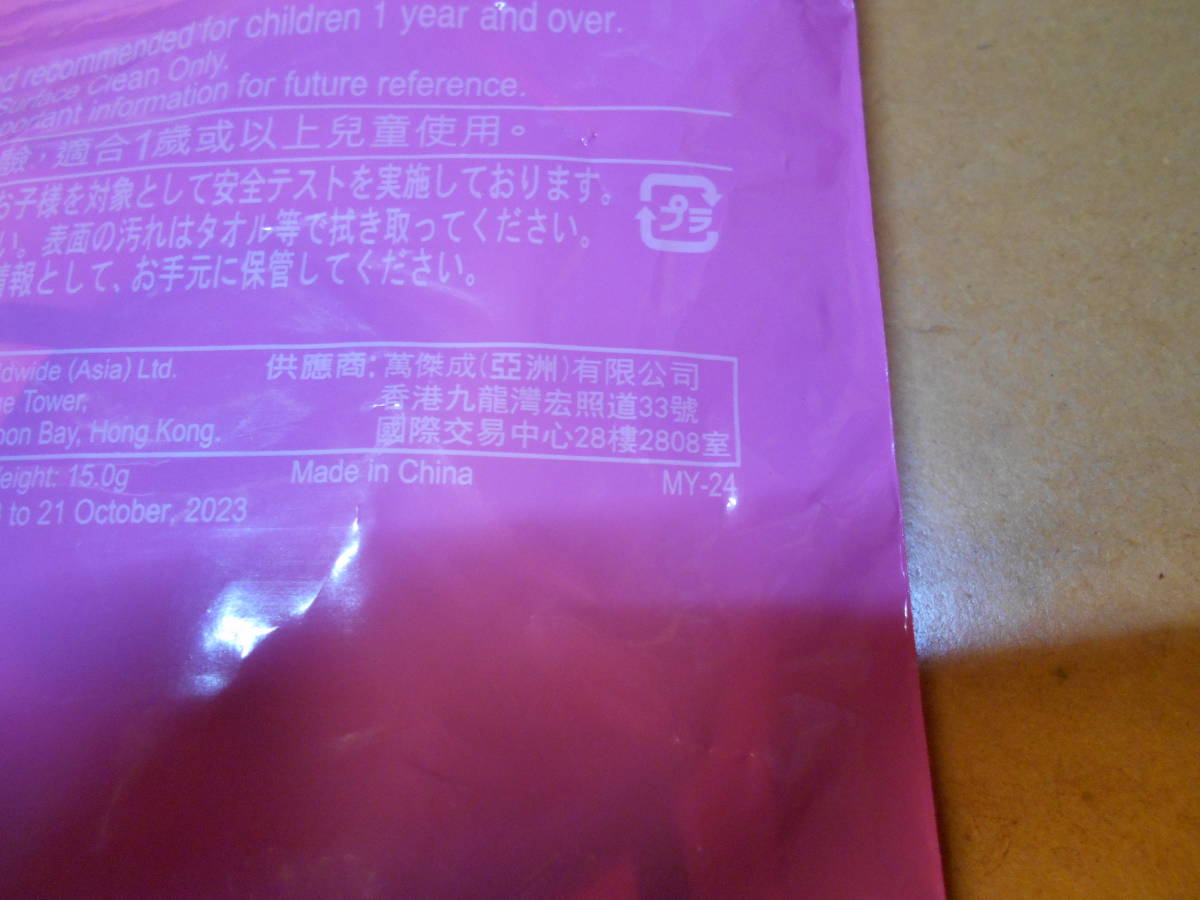 recommended for children 1 year and over.
Surface Clean Only.
information for future reference.
適合1歲或以上兒童使用。
お子様を対象として安全テストを実施しております。
い。表面の汚れはタオル等で拭き取ってください。
情報として、お手元に保管してください。
プラ
(Asia) Ltd.
Tower,
Bay, Hong Kong.
供應商: 萬傑成(亞洲)有限公司
香港九龍灣宏照道33號
國際交易中心28樓2808室
Weight: 15.0g
Made in China
MY-24
to 21 October, 2023